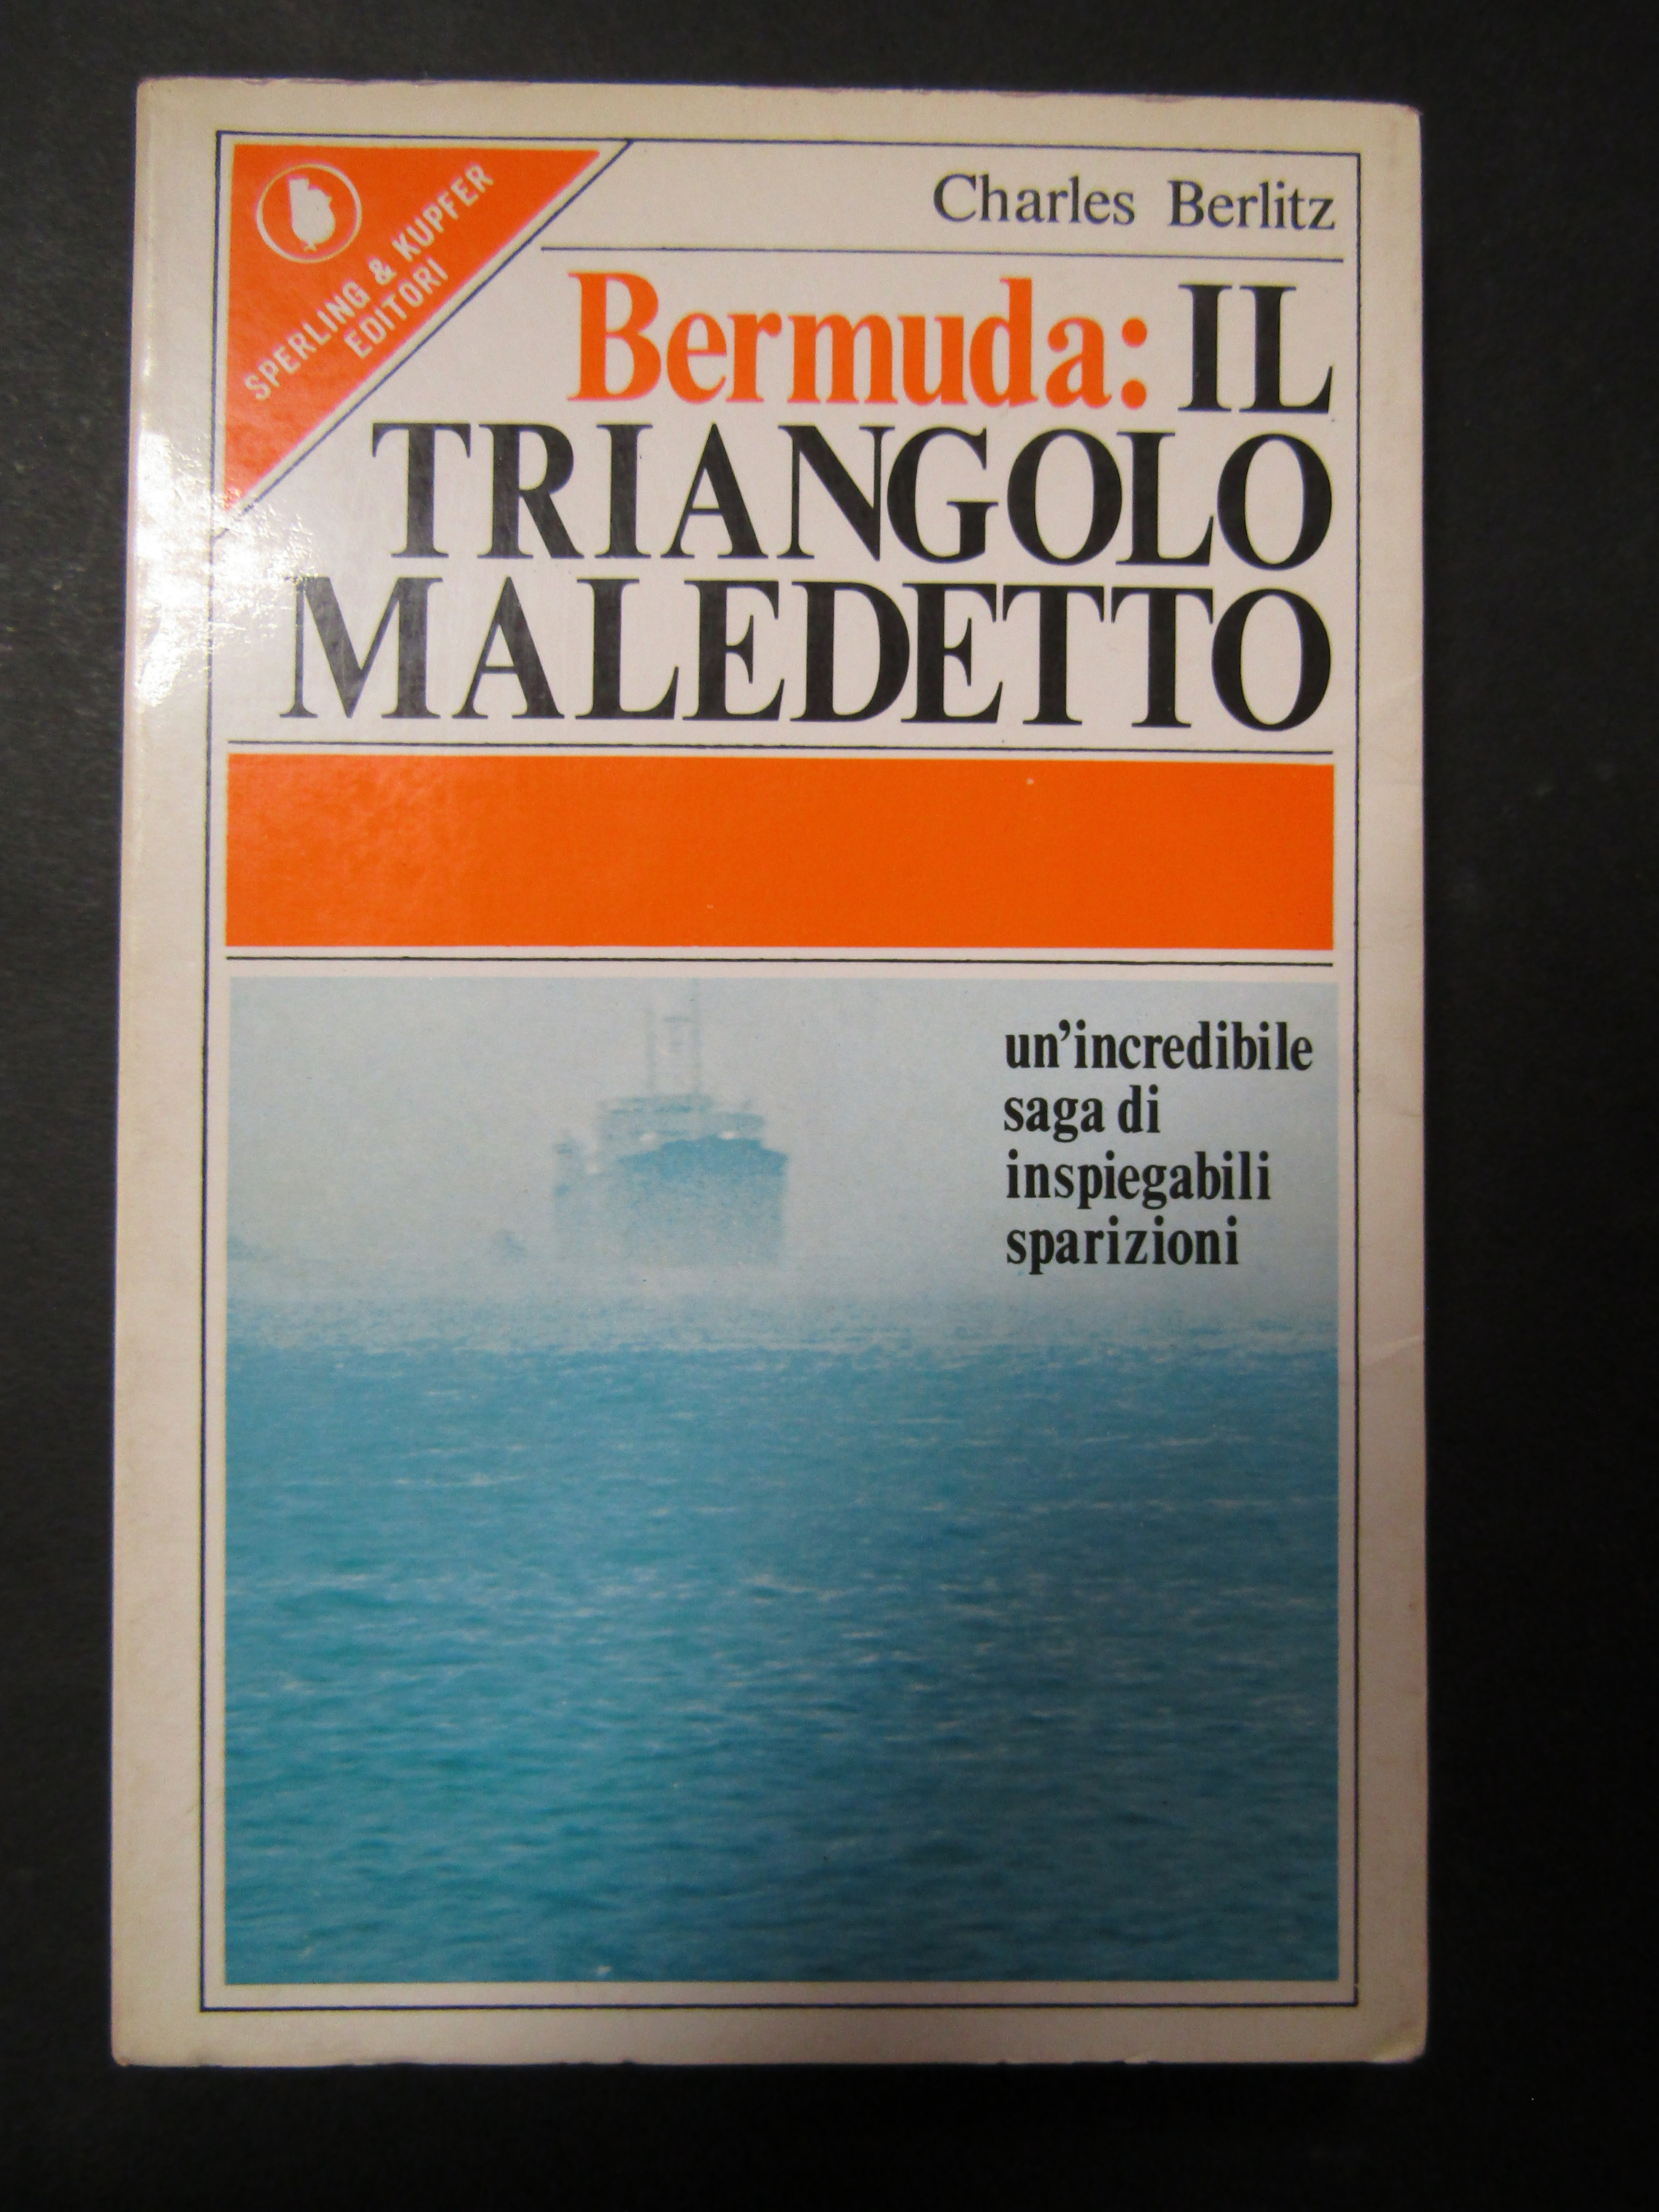 SPERLING & KUPFER
EDITORI
Charles Berlitz
Bermuda: IL
TRIANGOLO
MALEDETTO
un'incredibile
saga di
inspiegabili
sparizioni